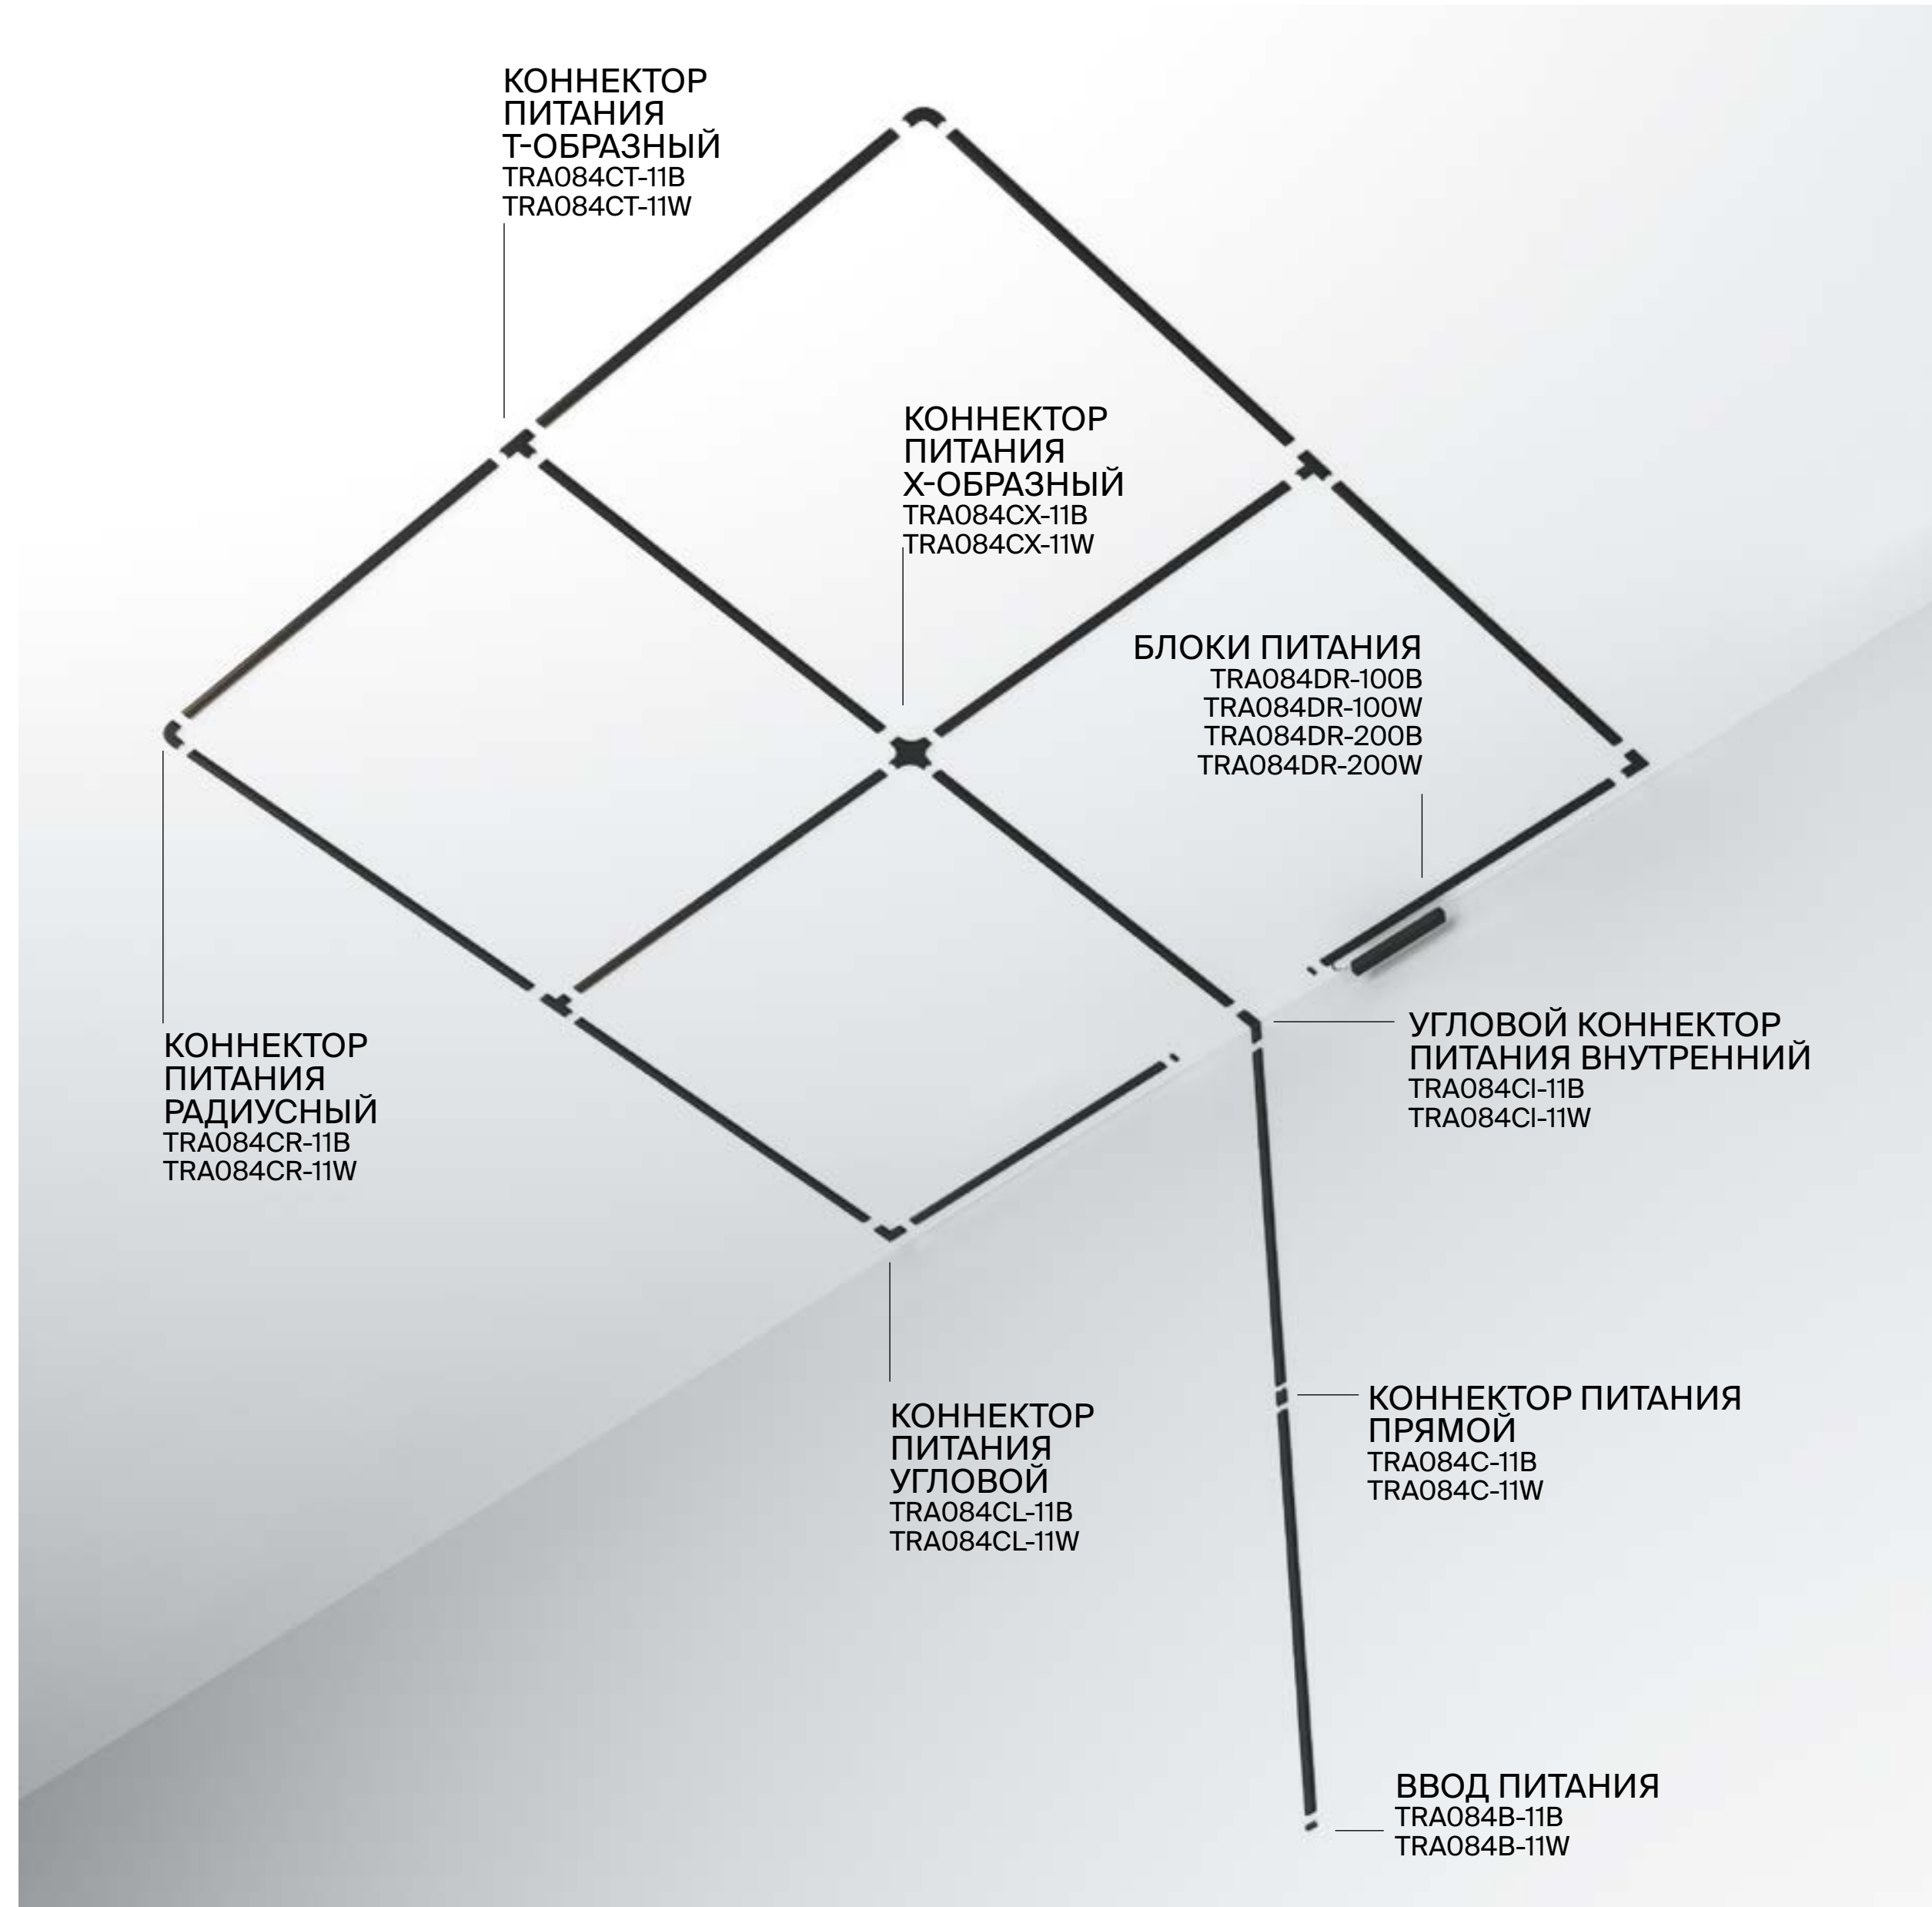 КОННЕКТОР
ПИТАНИЯ
Т-ОБРАЗНЫЙ
TRA084CT-11B
TRA084CT-11W
КОННЕКТОР
ПИТАНИЯ
Х-ОБРАЗНЫЙ
TRA084CX-11B
TRA084CX-11W
БЛОКИ ПИТАНИЯ
TRA084DR-100B
TRA084DR-100W
TRA084DR-200B
TRA084DR-200W
УГЛОВОЙ КОННЕКТОР
ПИТАНИЯ ВНУТРЕННИЙ
TRA084CI-11B
TRA084CI-11W
КОННЕКТОР
ПИТАНИЯ
РАДИУСНЫЙ
TRA084CR-11B
TRA084CR-11W
КОННЕКТОР ПИТАНИЯ
ПРЯМОЙ
TRA084C-11B
TRA084C-11W
КОННЕКТОР
ПИТАНИЯ
УГЛОВОЙ
TRA084CL-11B
TRA084CL-11W
ВВОД ПИТАНИЯ
TRA084B-11B
TRA084B-11W